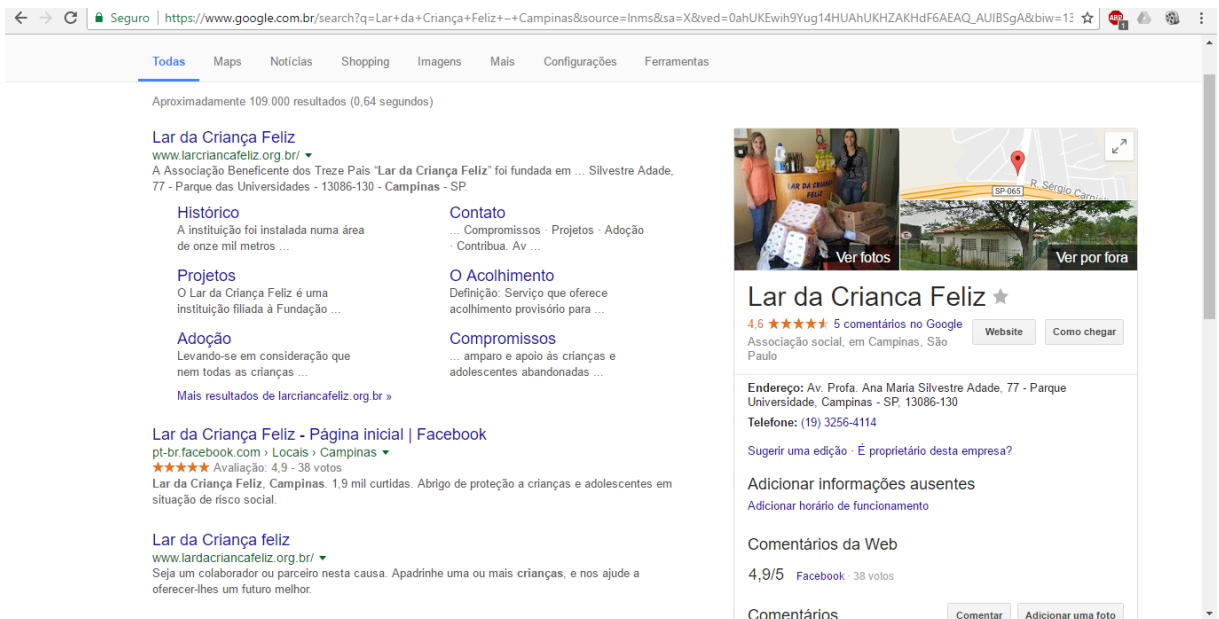 Seguro | https://www.google.com.br/search?q=Lar+da+Criança+Feliz+–+Campinas&source=lnms&sa=X&ved=0ahUKEwih9Yug14HUAhUKHZAKHdF6AEAQ_AUIBSgA&biw=13
Todas Maps Notícias Shopping Imagens Mais Configurações Ferramentas
Aproximadamente 109.000 resultados (0,64 segundos)
Lar da Criança Feliz
www.larcriancafeliz.org.br/
A Associação Beneficente dos Treze Pais "Lar da Criança Feliz" foi fundada em ... Silvestre Adade,
77 - Parque das Universidades - 13086-130 - Campinas - SP.
Histórico
A instituição foi instalada numa área
de onze mil metros ...
Contato
... Compromissos · Projetos · Adoção
· Contribua. Av ...
Projetos
O Lar da Criança Feliz é uma
instituição filiada à Fundação ...
O Acolhimento
Definição: Serviço que oferece
acolhimento provisório para ...
Adoção
Levando-se em consideração que
nem todas as crianças ...
Compromissos
... amparo e apoio às crianças e
adolescentes abandonadas ...
Mais resultados de larcriancafeliz.org.br »
Lar da Criança Feliz - Página inicial | Facebook
pt-br.facebook.com › Locais › Campinas
Avaliação: 4,9 - 38 votos
Lar da Criança Feliz, Campinas. 1,9 mil curtidas. Abrigo de proteção a crianças e adolescentes em
situação de risco social.
Lar da Criança feliz
www.lardacriancafeliz.org.br/
Seja um colaborador ou parceiro nesta causa. Apadrinhe uma ou mais crianças, e nos ajude a
oferecer-lhes um futuro melhor.
LAR DA CRIANÇA
FELIZ
Ver fotos
SP-065
R. Sérgio
Ver por fora
Lar da Crianca Feliz
4,6 5 comentários no Google
Associação social, em Campinas, São
Paulo
Website
Como chegar
Endereço: Av. Profa. Ana Maria Silvestre Adade, 77 - Parque
Universidade, Campinas - SP, 13086-130
Telefone: (19) 3256-4114
Sugerir uma edição · É proprietário desta empresa?
Adicionar informações ausentes
Adicionar horário de funcionamento
Comentários da Web
4,9/5 Facebook · 38 votos
Comentários
Comentar
Adicionar uma foto